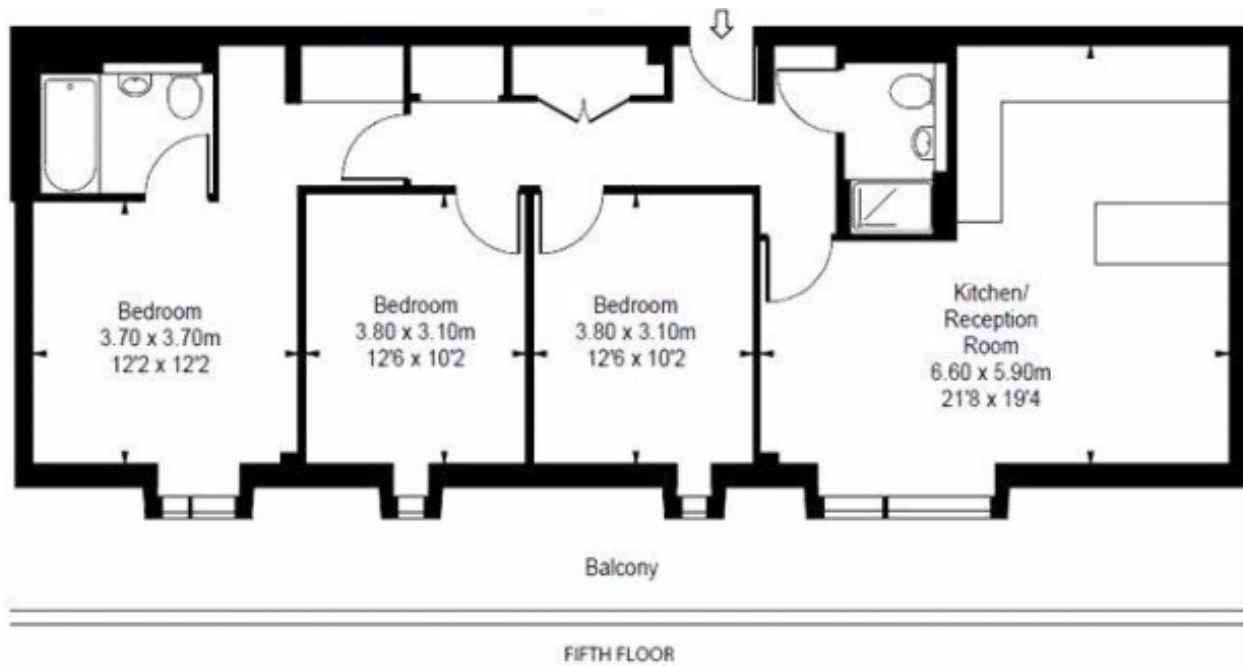 Bedroom
3.70 x 3.70m
12'2 x 12'2
Bedroom
3.80 x 3.10m
12'6 x 10'2
Bedroom
3.80 x 3.10m
12'6 x 10'2
Kitchen/
Reception
Room
6.60 x 5.90m
21'8 x 19'4
Balcony
FIFTH FLOOR